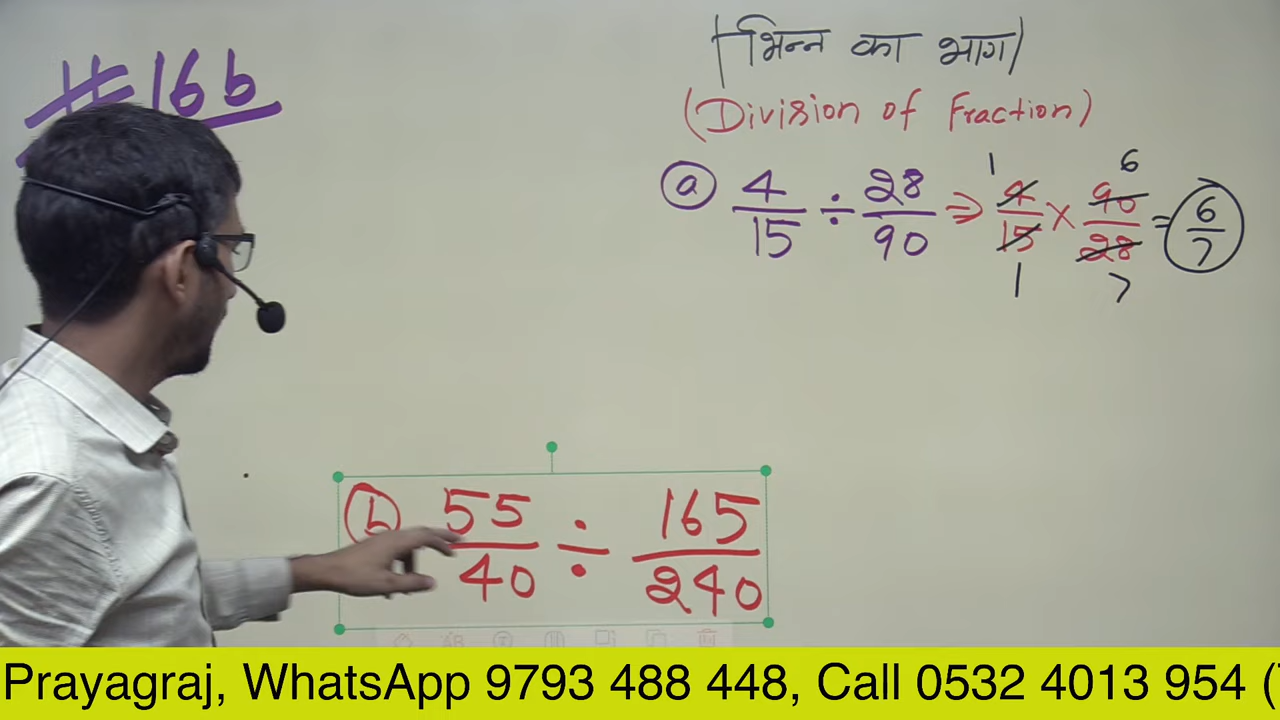 # 16 b
भिन्न का भाग
(Division of Fraction)
(a) 4/15 ÷ 28/90 ⇒ 4/15 × 90/28 = 6/7
1 6
1 7
(b) 55/40 ÷ 165/240
Prayagraj, WhatsApp 9793 488 448, Call 0532 4013 954 (